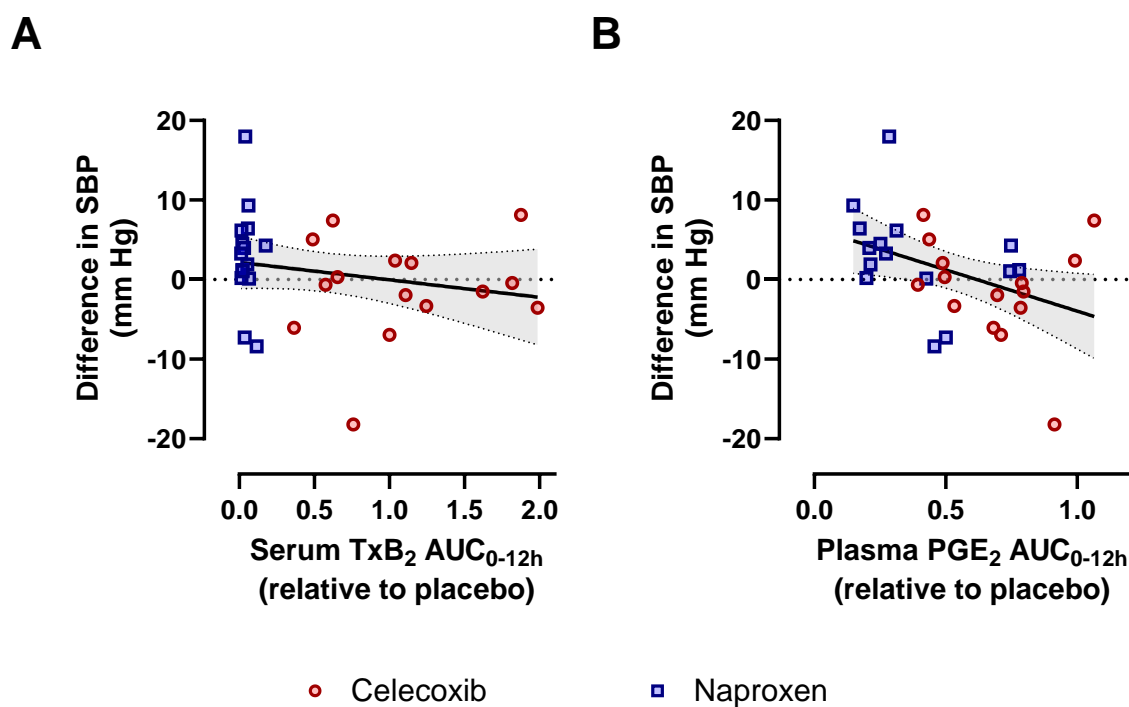 A
B
Difference in SBP
(mm Hg)
20
10
0
-10
-20
0.0 0.5 1.0 1.5 2.0
Serum TxB₂ AUC₀₋₁₂ₕ
(relative to placebo)
Difference in SBP
(mm Hg)
20
10
0
-10
-20
0.0 0.5 1.0
Plasma PGE₂ AUC₀₋₁₂ₕ
(relative to placebo)
Celecoxib Naproxen